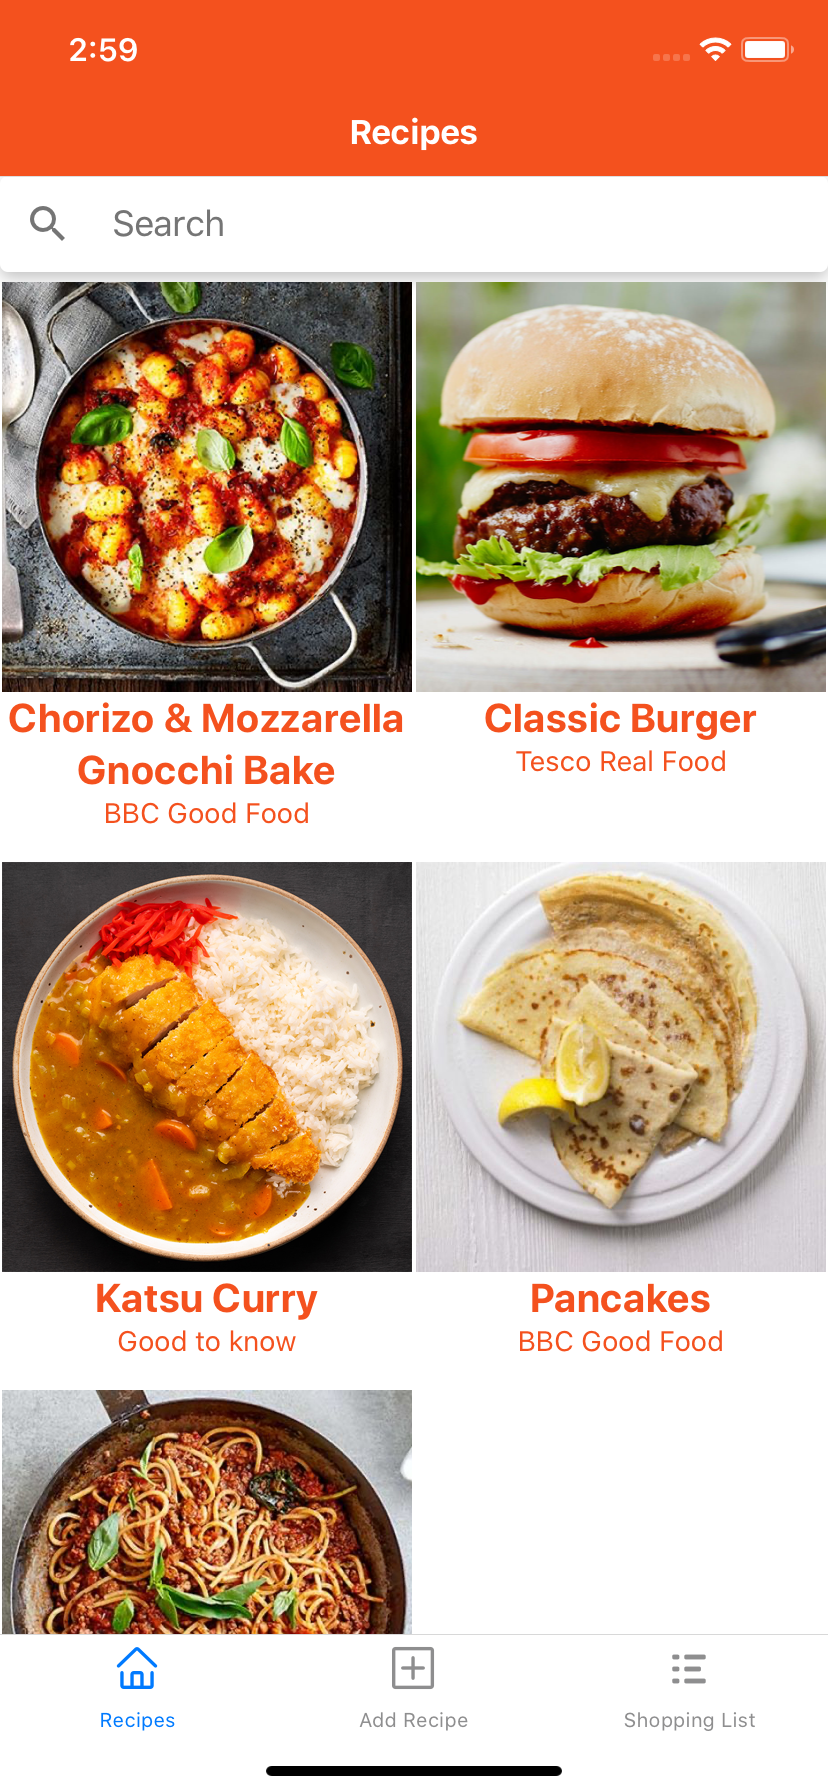 2:59
Recipes
Search
Chorizo & Mozzarella
Gnocchi Bake
BBC Good Food
Classic Burger
Tesco Real Food
Katsu Curry
Good to know
Pancakes
BBC Good Food
Recipes
Add Recipe
Shopping List